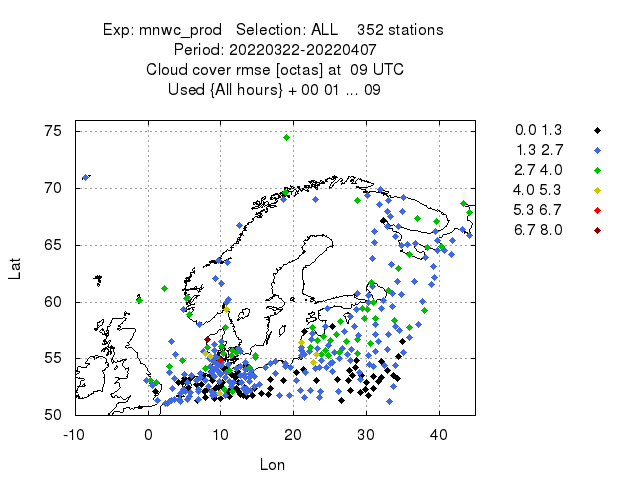 Exp: mnwc_prod   Selection: ALL    352 stations
Period: 20220322-20220407
Cloud cover rmse [octas] at  09 UTC
Used {All hours} + 00 01 ... 09
0.0 1.3
1.3 2.7
2.7 4.0
4.0 5.3
5.3 6.7
6.7 8.0
75
70
65
60
55
50
Lat
-10 0 10 20 30 40
Lon